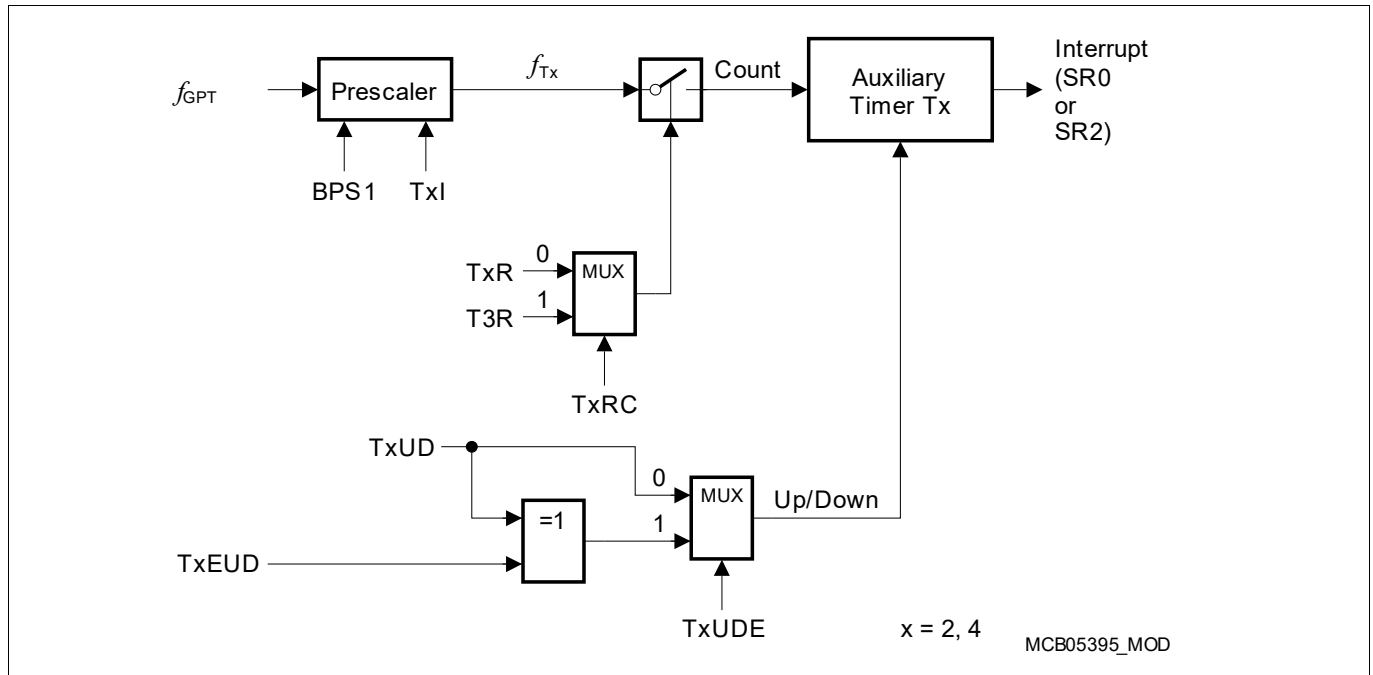 fGPT
Prescaler
fTx
Count
Auxiliary
Timer Tx
Interrupt
(SR0
or
SR2)
BPS1
TxI
TxR
0
MUX
T3R
1
TxRC
TxUD
0
MUX
Up/Down
=1
1
TxEUD
TxUDE
x = 2, 4
MCB05395_MOD